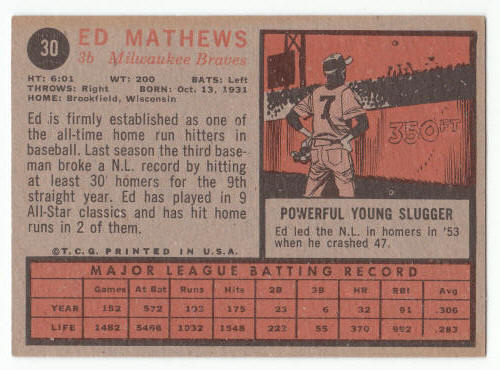 30
ED MATHEWS
3b Milwaukee Braves
HT: 6:01 WT: 200 BATS: Left
THROWS: Right BORN: Oct. 13, 1931
HOME: Brookfield, Wisconsin
Ed is firmly established as one of
the all-time home run hitters in
baseball. Last season the third base-
man broke a N.L. record by hitting
at least 30 homers for the 9th
straight year. Ed has played in 9
All-Star classics and has hit home
runs in 2 of them.
©T.C.G. PRINTED IN U.S.A.
7
350 FT
POWERFUL YOUNG SLUGGER
Ed led the N.L. in homers in '53
when he crashed 47.
MAJOR LEAGUE BATTING RECORD
Games At Bat Runs Hits 2B 3B HR RBI Avg
YEAR 152 572 103 175 23 6 32 91 .306
LIFE 1482 5466 1032 1548 222 55 370 992 .283